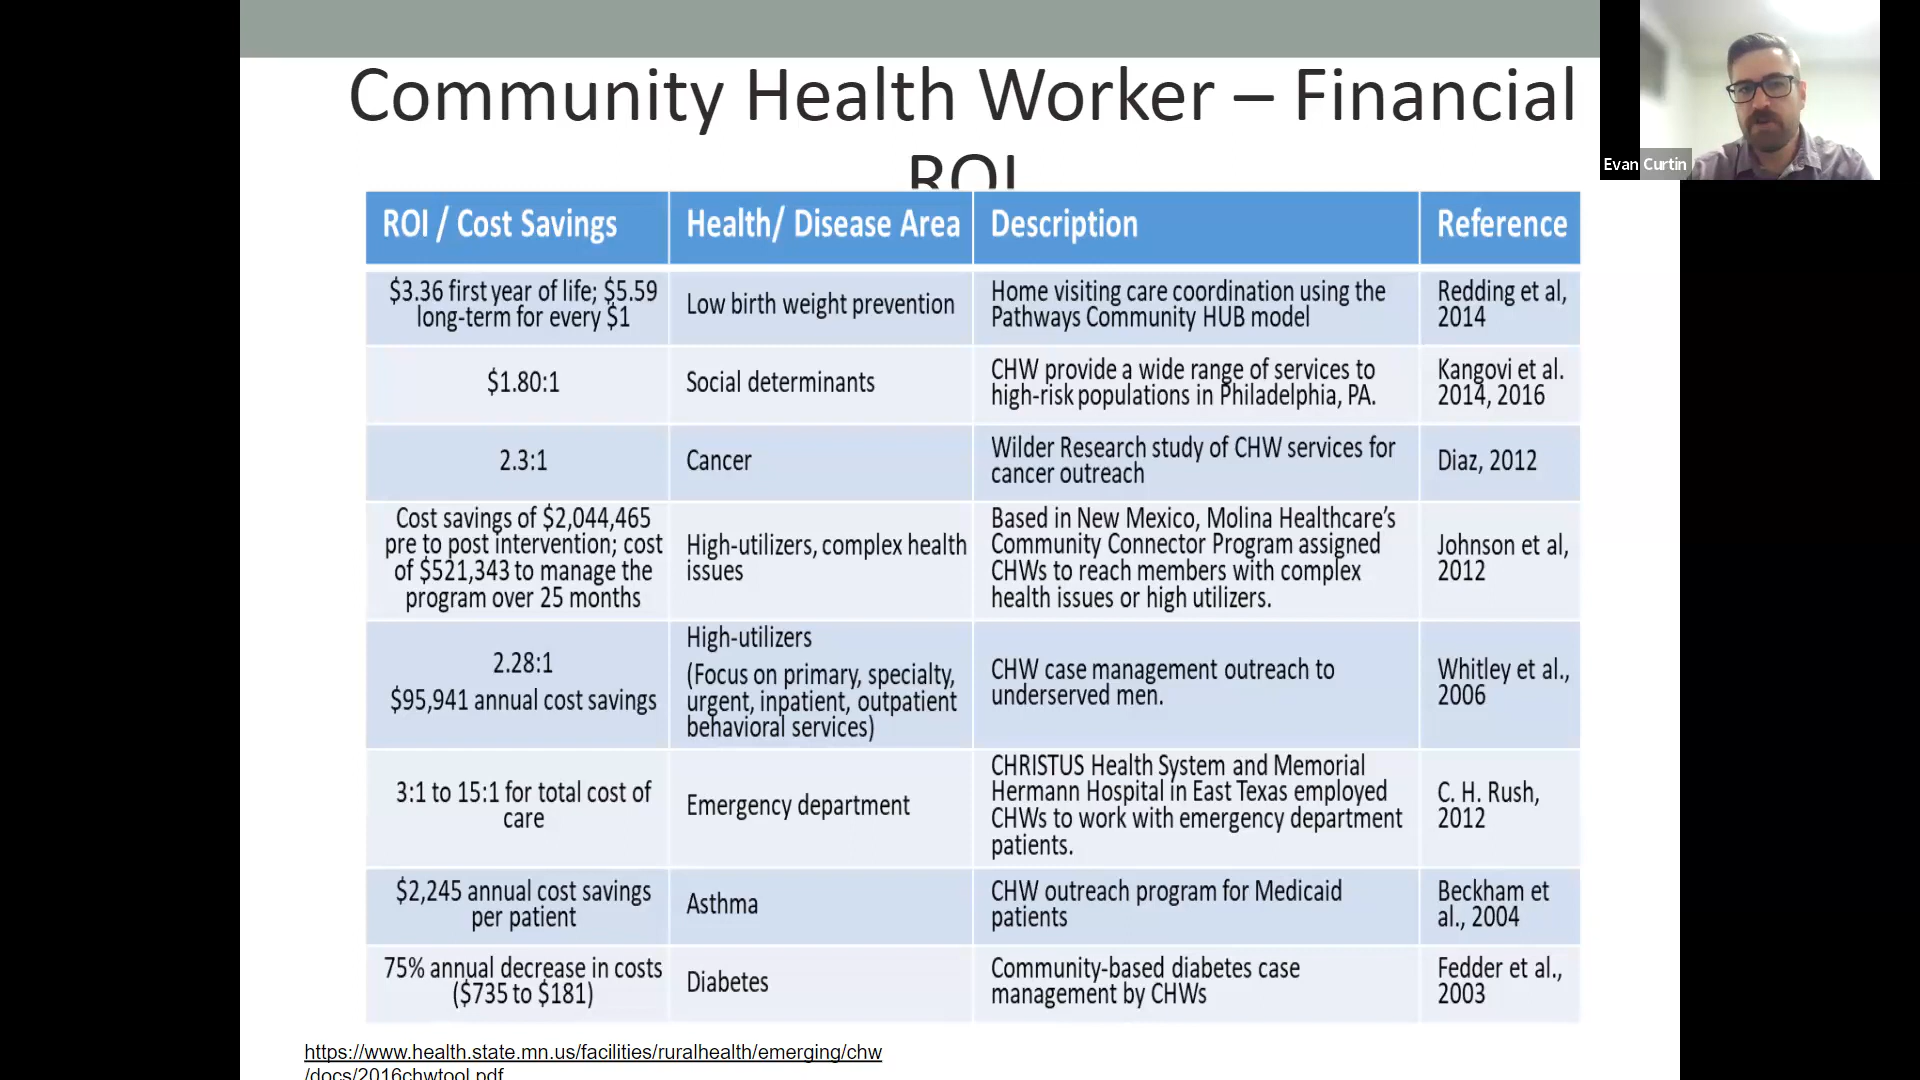 Community Health Worker – Financial
ROI
Evan Curtin
ROI / Cost Savings
Health/ Disease Area
Description
Reference
$3.36 first year of life; $5.59
long-term for every $1
Low birth weight prevention
Home visiting care coordination using the
Pathways Community HUB model
Redding et al,
2014
$1.80:1
Social determinants
CHW provide a wide range of services to
high-risk populations in Philadelphia, PA.
Kangovi et al.
2014, 2016
2.3:1
Cancer
Wilder Research study of CHW services for
cancer outreach
Diaz, 2012
Cost savings of $2,044,465
pre to post intervention; cost
of $521,343 to manage the
program over 25 months
High-utilizers, complex health
issues
Based in New Mexico, Molina Healthcare’s
Community Connector Program assigned
CHWs to reach members with complex
health issues or high utilizers.
Johnson et al,
2012
2.28:1
$95,941 annual cost savings
High-utilizers
(Focus on primary, specialty,
urgent, inpatient, outpatient
behavioral services)
CHW case management outreach to
underserved men.
Whitley et al.,
2006
3:1 to 15:1 for total cost of
care
Emergency department
CHRISTUS Health System and Memorial
Hermann Hospital in East Texas employed
CHWs to work with emergency department
patients.
C. H. Rush,
2012
$2,245 annual cost savings
per patient
Asthma
CHW outreach program for Medicaid
patients
Beckham et
al., 2004
75% annual decrease in costs
($735 to $181)
Diabetes
Community-based diabetes case
management by CHWs
Fedder et al.,
2003
https://www.health.state.mn.us/facilities/ruralhealth/emerging/chw
/docs/2016chwtool.pdf